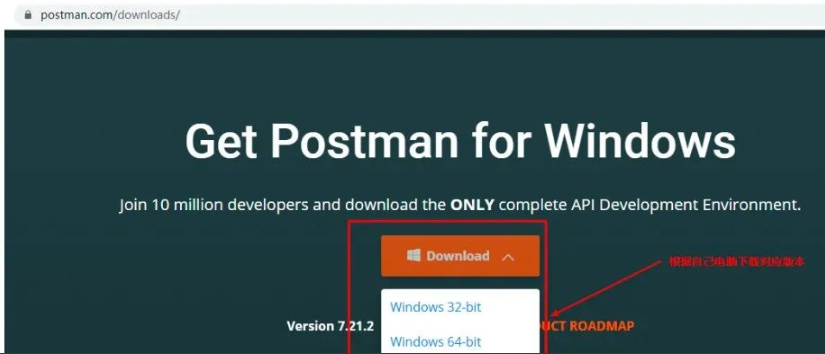 postman.com/downloads/
Get Postman for Windows
Join 10 million developers and download the ONLY complete API Development Environment.
Download
根据自己电脑下载对应版本
Windows 32-bit
Version 7.21.2
UCT ROADMAP
Windows 64-bit